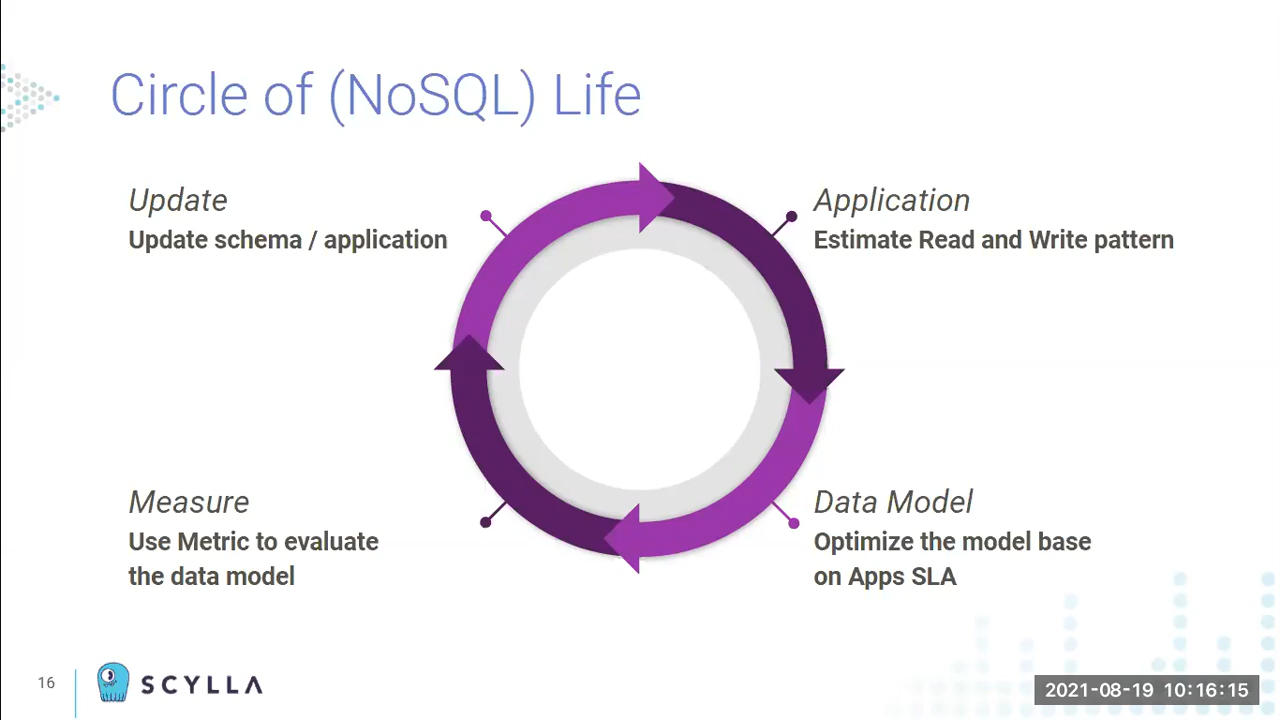 Circle of (NoSQL) Life
Update
Update schema / application
Application
Estimate Read and Write pattern
Measure
Use Metric to evaluate
the data model
Data Model
Optimize the model base
on Apps SLA
16
SCYLLA
2021-08-19 10:16:15